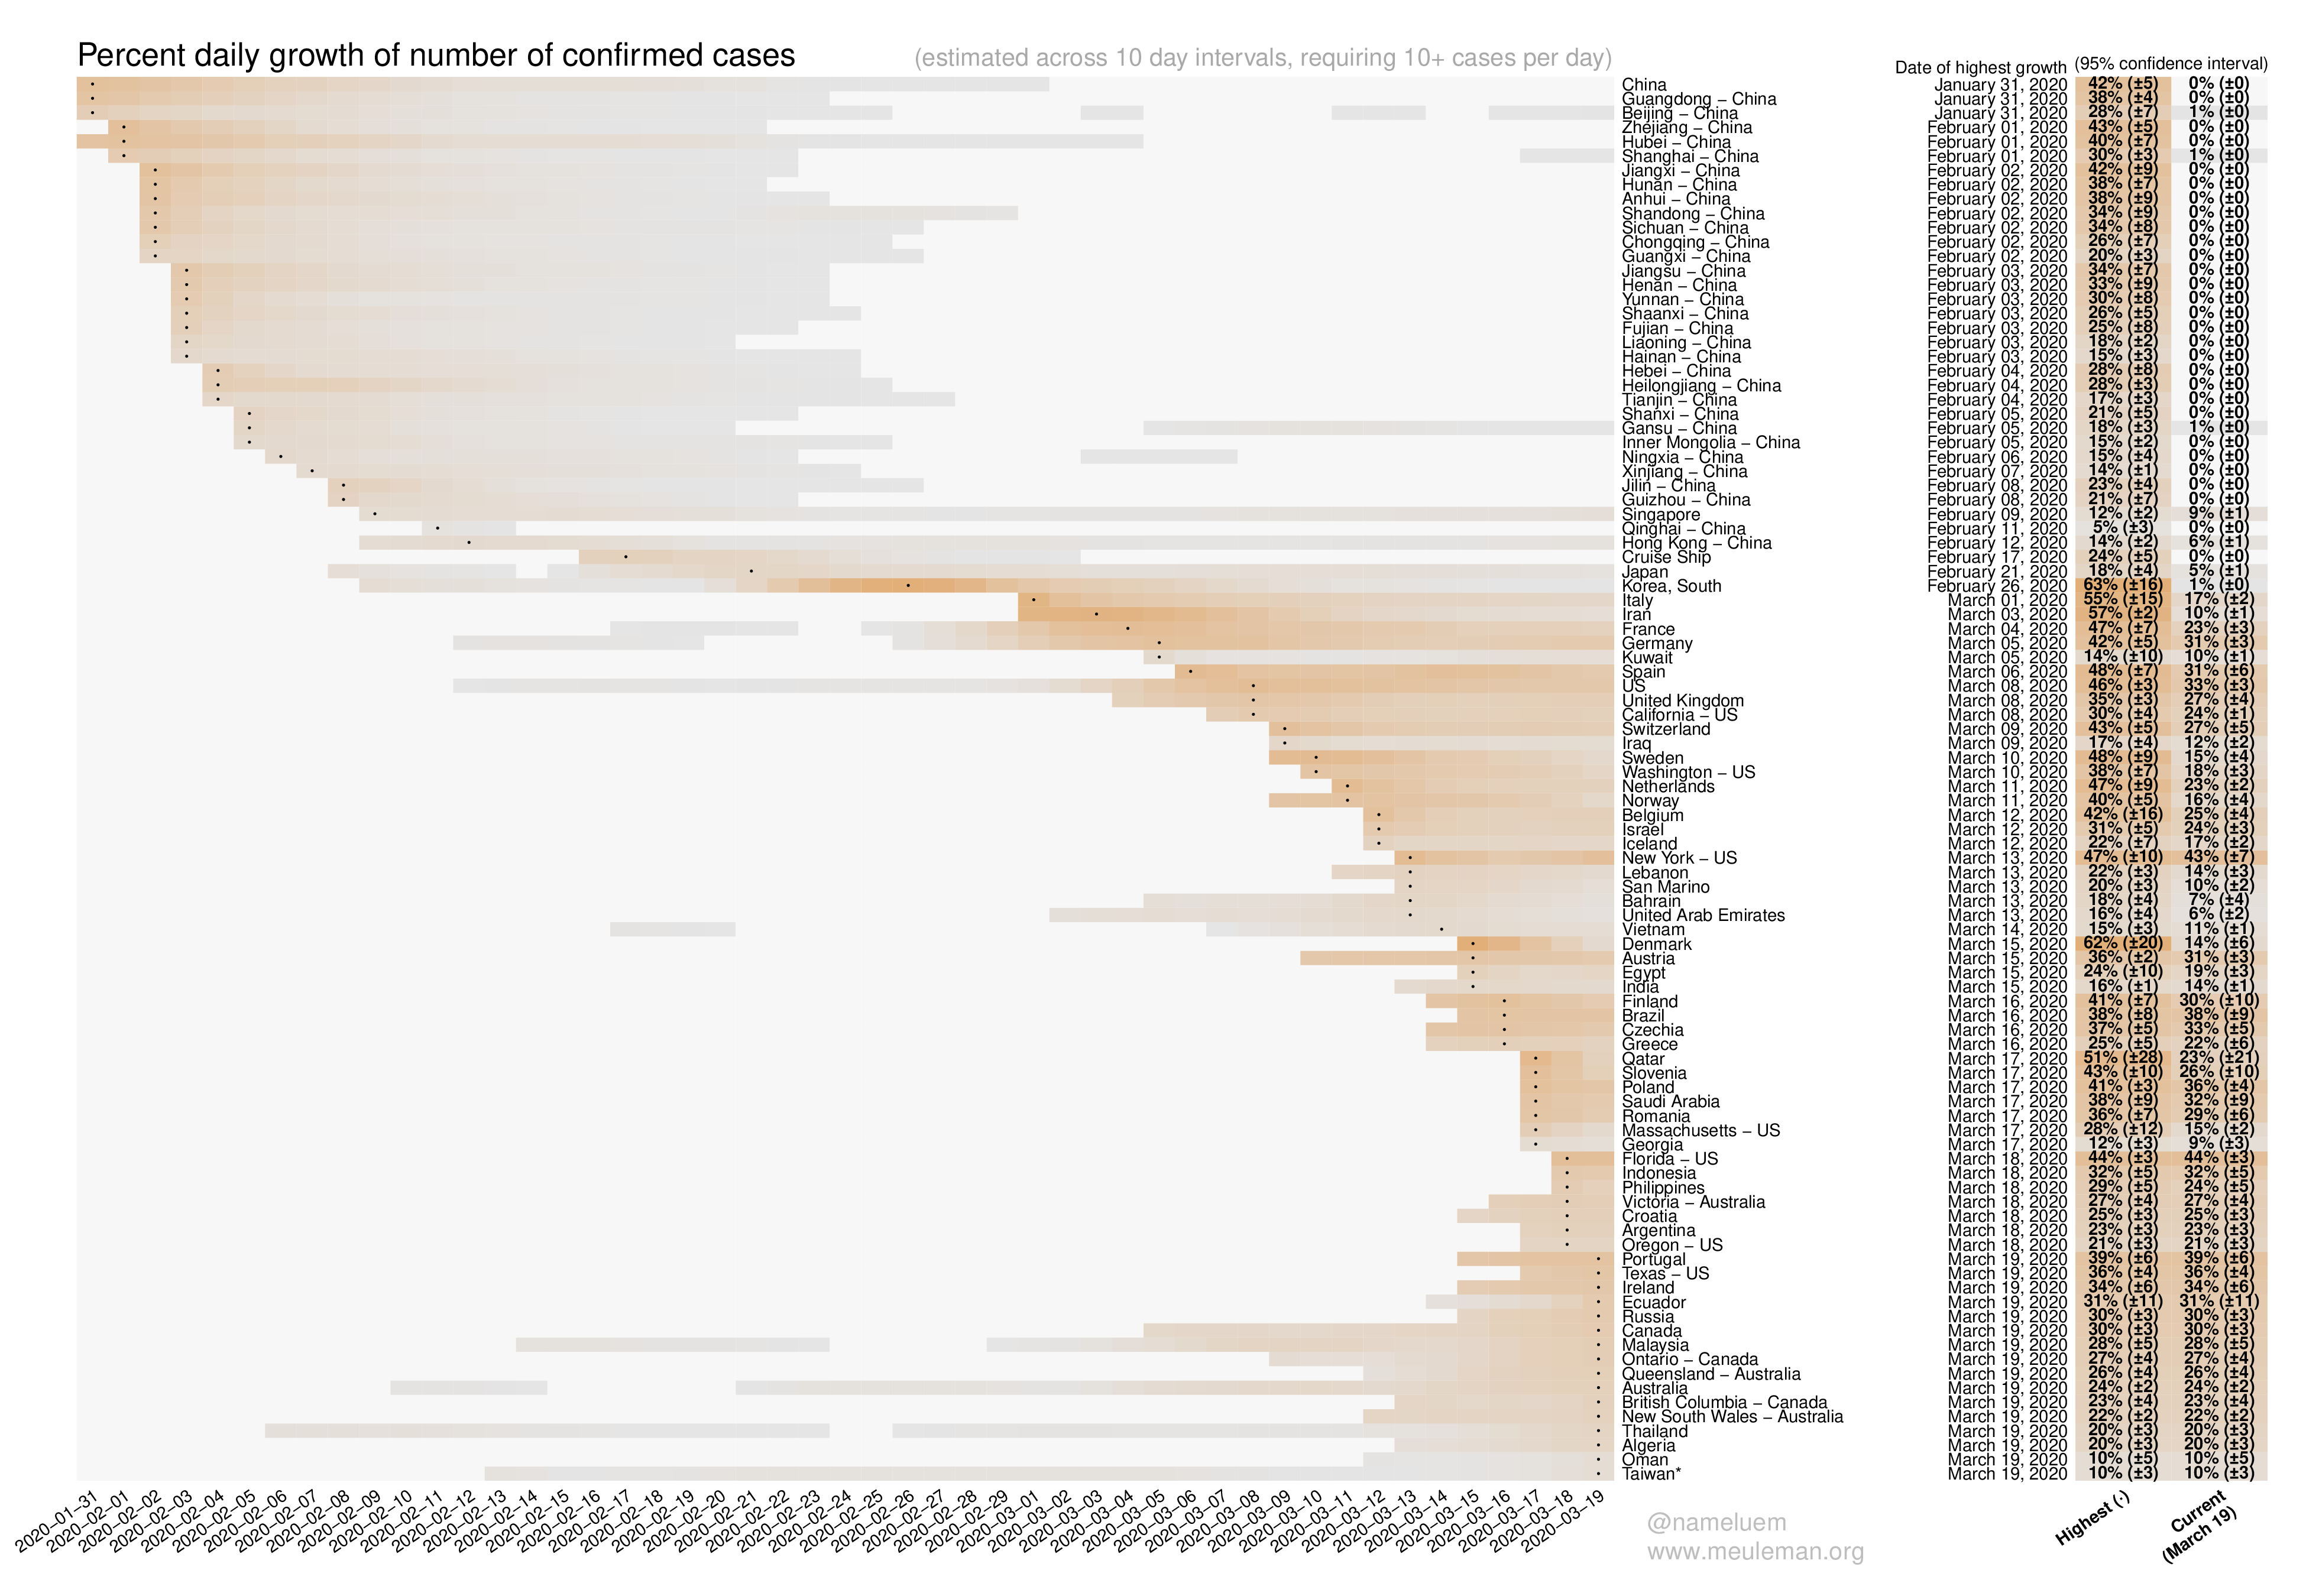 Percent daily growth of number of confirmed cases (estimated across 10 day intervals, requiring 10+ cases per day)
Date of highest growth (95% confidence interval)
China January 31, 2020 42% (±5) 0% (±0)
Guangdong – China January 31, 2020 38% (±4) 0% (±0)
Beijing – China January 31, 2020 28% (±7) 1% (±0)
Zhejiang – China February 01, 2020 43% (±5) 0% (±0)
Hubei – China February 01, 2020 40% (±7) 0% (±0)
Shanghai – China February 01, 2020 30% (±3) 1% (±0)
Jiangxi – China February 02, 2020 42% (±9) 0% (±0)
Hunan – China February 02, 2020 38% (±7) 0% (±0)
Anhui – China February 02, 2020 38% (±9) 0% (±0)
Shandong – China February 02, 2020 34% (±9) 0% (±0)
Sichuan – China February 02, 2020 34% (±8) 0% (±0)
Chongqing – China February 02, 2020 26% (±7) 0% (±0)
Guangxi – China February 02, 2020 20% (±3) 0% (±0)
Jiangsu – China February 03, 2020 34% (±7) 0% (±0)
Henan – China February 03, 2020 33% (±9) 0% (±0)
Yunnan – China February 03, 2020 30% (±8) 0% (±0)
Shaanxi – China February 03, 2020 26% (±5) 0% (±0)
Fujian – China February 03, 2020 25% (±8) 0% (±0)
Liaoning – China February 03, 2020 18% (±2) 0% (±0)
Hainan – China February 03, 2020 15% (±3) 0% (±0)
Hebei – China February 04, 2020 28% (±8) 0% (±0)
Heilongjiang – China February 04, 2020 28% (±3) 0% (±0)
Tianjin – China February 04, 2020 17% (±3) 0% (±0)
Shanxi – China February 05, 2020 21% (±5) 0% (±0)
Gansu – China February 05, 2020 18% (±3) 1% (±0)
Inner Mongolia – China February 05, 2020 15% (±2) 0% (±0)
Ningxia – China February 06, 2020 15% (±4) 0% (±0)
Xinjiang – China February 07, 2020 14% (±1) 0% (±0)
Jilin – China February 08, 2020 23% (±4) 0% (±0)
Guizhou – China February 08, 2020 21% (±7) 0% (±0)
Singapore February 09, 2020 12% (±2) 9% (±1)
Qinghai – China February 11, 2020 5% (±3) 0% (±0)
Hong Kong – China February 12, 2020 14% (±2) 6% (±1)
Cruise Ship February 17, 2020 24% (±5) 0% (±0)
Japan February 21, 2020 18% (±4) 5% (±1)
Korea, South February 26, 2020 63% (±16) 1% (±0)
Italy March 01, 2020 55% (±15) 17% (±2)
Iran March 03, 2020 57% (±2) 10% (±1)
France March 04, 2020 47% (±7) 23% (±3)
Germany March 05, 2020 42% (±5) 31% (±3)
Kuwait March 05, 2020 14% (±10) 10% (±1)
Spain March 06, 2020 48% (±7) 31% (±6)
US March 08, 2020 46% (±3) 33% (±3)
United Kingdom March 08, 2020 35% (±3) 27% (±4)
California – US March 08, 2020 30% (±4) 24% (±1)
Switzerland March 09, 2020 43% (±5) 27% (±5)
Iraq March 09, 2020 17% (±4) 12% (±2)
Sweden March 10, 2020 48% (±9) 15% (±4)
Washington – US March 10, 2020 38% (±7) 18% (±3)
Netherlands March 11, 2020 47% (±9) 23% (±2)
Norway March 11, 2020 40% (±5) 16% (±4)
Belgium March 12, 2020 42% (±16) 25% (±4)
Israel March 12, 2020 31% (±5) 24% (±3)
Iceland March 12, 2020 22% (±7) 17% (±2)
New York – US March 13, 2020 47% (±10) 43% (±7)
Lebanon March 13, 2020 22% (±3) 14% (±3)
San Marino March 13, 2020 20% (±3) 10% (±2)
Bahrain March 13, 2020 18% (±4) 7% (±4)
United Arab Emirates March 13, 2020 16% (±4) 6% (±2)
Vietnam March 14, 2020 15% (±3) 11% (±1)
Denmark March 15, 2020 62% (±20) 14% (±6)
Austria March 15, 2020 36% (±2) 31% (±3)
Egypt March 15, 2020 24% (±10) 19% (±3)
India March 15, 2020 16% (±1) 14% (±1)
Finland March 16, 2020 41% (±7) 30% (±10)
Brazil March 16, 2020 38% (±8) 38% (±9)
Czechia March 16, 2020 37% (±5) 33% (±5)
Greece March 16, 2020 25% (±5) 22% (±6)
Qatar March 17, 2020 51% (±28) 23% (±21)
Slovenia March 17, 2020 43% (±10) 26% (±10)
Poland March 17, 2020 41% (±3) 36% (±4)
Saudi Arabia March 17, 2020 38% (±9) 32% (±9)
Romania March 17, 2020 36% (±7) 29% (±6)
Massachusetts – US March 17, 2020 28% (±12) 15% (±2)
Georgia March 17, 2020 12% (±3) 9% (±3)
Florida – US March 18, 2020 44% (±3) 44% (±3)
Indonesia March 18, 2020 32% (±5) 32% (±5)
Philippines March 18, 2020 29% (±5) 24% (±5)
Victoria – Australia March 18, 2020 27% (±4) 27% (±4)
Croatia March 18, 2020 25% (±3) 25% (±3)
Argentina March 18, 2020 23% (±3) 23% (±3)
Oregon – US March 18, 2020 21% (±3) 21% (±3)
Portugal March 19, 2020 39% (±6) 39% (±6)
Texas – US March 19, 2020 36% (±4) 36% (±4)
Ireland March 19, 2020 34% (±6) 34% (±6)
Ecuador March 19, 2020 31% (±11) 31% (±11)
Russia March 19, 2020 30% (±3) 30% (±3)
Canada March 19, 2020 30% (±3) 30% (±3)
Malaysia March 19, 2020 28% (±5) 28% (±5)
Ontario – Canada March 19, 2020 27% (±4) 27% (±4)
Queensland – Australia March 19, 2020 26% (±4) 26% (±4)
Australia March 19, 2020 24% (±2) 24% (±2)
British Columbia – Canada March 19, 2020 23% (±4) 23% (±4)
New South Wales – Australia March 19, 2020 22% (±2) 22% (±2)
Thailand March 19, 2020 20% (±3) 20% (±3)
Algeria March 19, 2020 20% (±3) 20% (±3)
Oman March 19, 2020 10% (±5) 10% (±5)
Taiwan* March 19, 2020 10% (±3) 10% (±3)
2020–01–31
2020–02–01
2020–02–02
2020–02–03
2020–02–04
2020–02–05
2020–02–06
2020–02–07
2020–02–08
2020–02–09
2020–02–10
2020–02–11
2020–02–12
2020–02–13
2020–02–14
2020–02–15
2020–02–16
2020–02–17
2020–02–18
2020–02–19
2020–02–20
2020–02–21
2020–02–22
2020–02–23
2020–02–24
2020–02–25
2020–02–26
2020–02–27
2020–02–28
2020–02–29
2020–03–01
2020–03–02
2020–03–03
2020–03–04
2020–03–05
2020–03–06
2020–03–07
2020–03–08
2020–03–09
2020–03–10
2020–03–11
2020–03–12
2020–03–13
2020–03–14
2020–03–15
2020–03–16
2020–03–17
2020–03–18
2020–03–19
Highest (·)
Current
(March 19)
@nameluem
www.meuleman.org